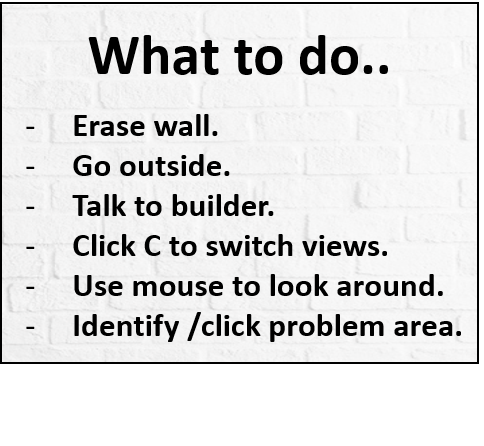 What to do..
- Erase wall.
- Go outside.
- Talk to builder.
- Click C to switch views.
- Use mouse to look around.
- Identify /click problem area.